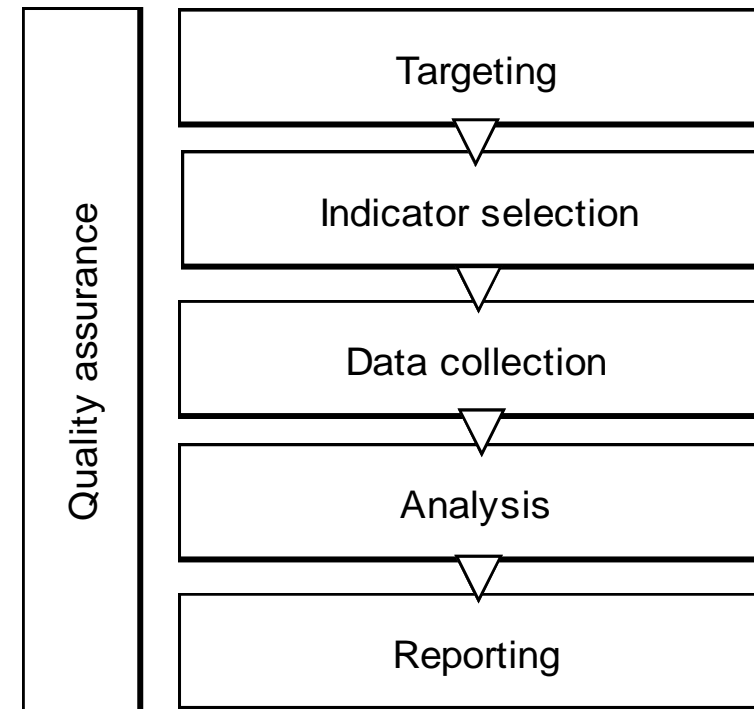 Quality assurance
Targeting
Indicator selection
Data collection
Analysis
Reporting